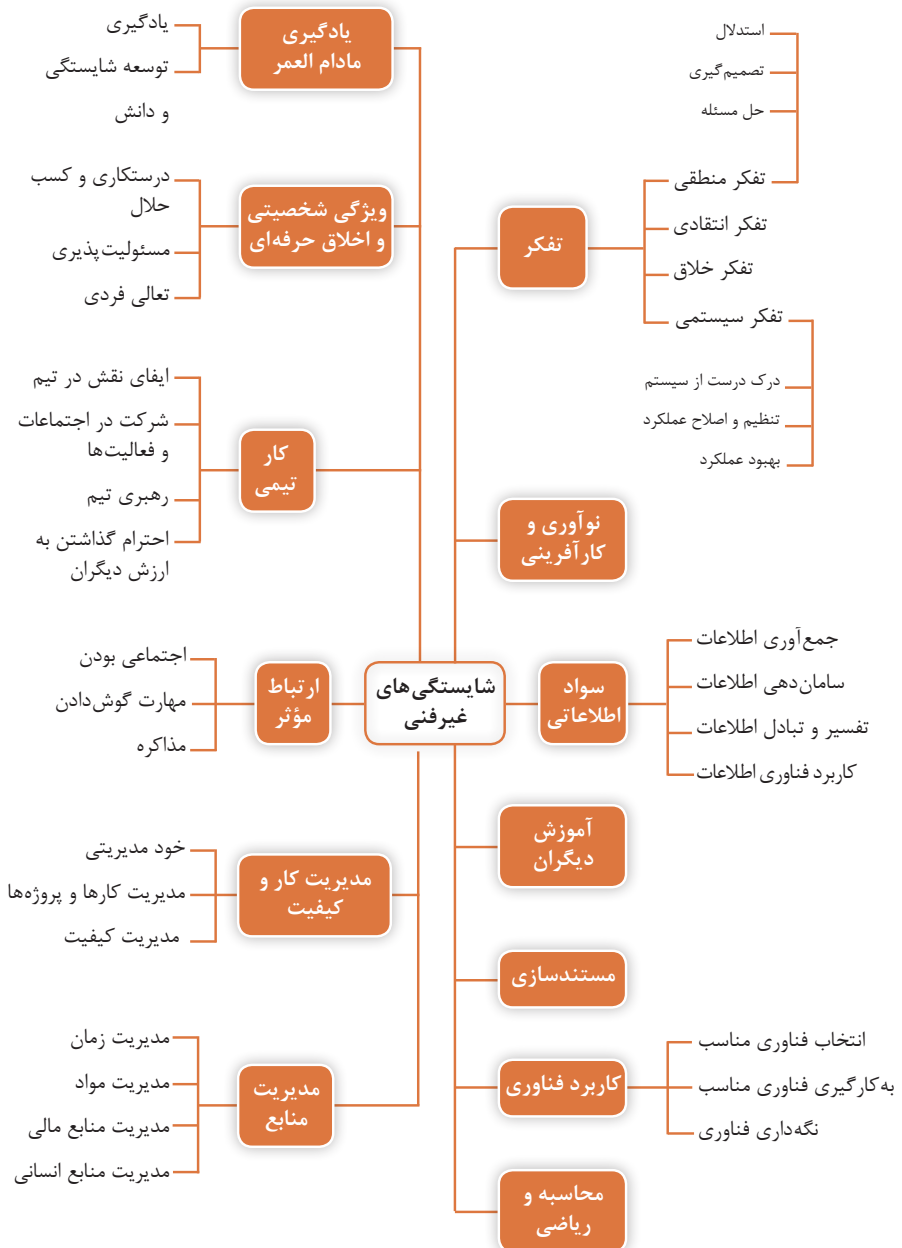 شایستگی‌های
غیرفنی
تفکر
تفکر منطقی
استدلال
تصمیم‌گیری
حل مسئله
تفکر انتقادی
تفکر خلاق
تفکر سیستمی
درک درست از سیستم
تنظیم و اصلاح عملکرد
بهبود عملکرد
نوآوری و
کارآفرینی
سواد
اطلاعاتی
جمع‌آوری اطلاعات
سامان‌دهی اطلاعات
تفسیر و تبادل اطلاعات
کاربرد فناوری اطلاعات
آموزش
دیگران
مستندسازی
کاربرد فناوری
انتخاب فناوری مناسب
به‌کارگیری فناوری مناسب
نگه‌داری فناوری
محاسبه و
ریاضی
یادگیری
مادام العمر
یادگیری
توسعه شایستگی
و دانش
ویژگی شخصیتی
و اخلاق حرفه‌ای
درستکاری و کسب
حلال
مسئولیت‌پذیری
تعالی فردی
کار
تیمی
ایفای نقش در تیم
شرکت در اجتماعات
و فعالیت‌ها
رهبری تیم
احترام گذاشتن به
ارزش دیگران
ارتباط
مؤثر
اجتماعی بودن
مهارت گوش‌دادن
مذاکره
مدیریت کار و
کیفیت
خود مدیریتی
مدیریت کارها و پروژه‌ها
مدیریت کیفیت
مدیریت
منابع
مدیریت زمان
مدیریت مواد
مدیریت منابع مالی
مدیریت منابع انسانی